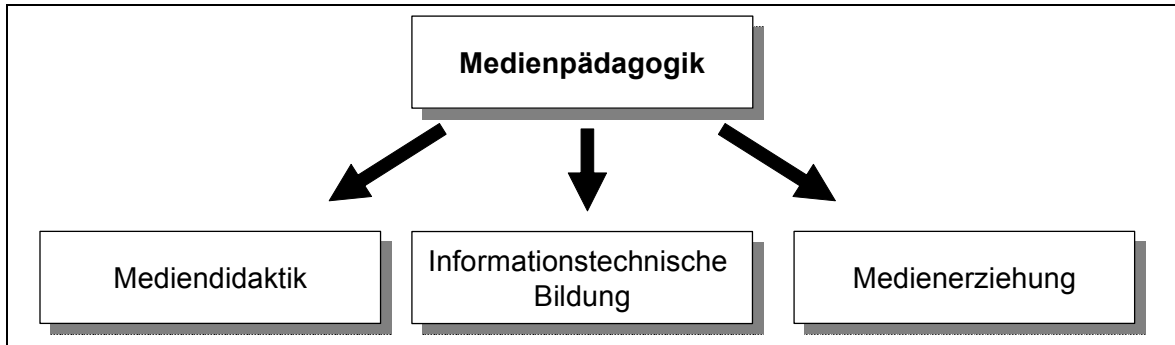 Medienpädagogik
Mediendidaktik
Informationstechnische
Bildung
Medienerziehung